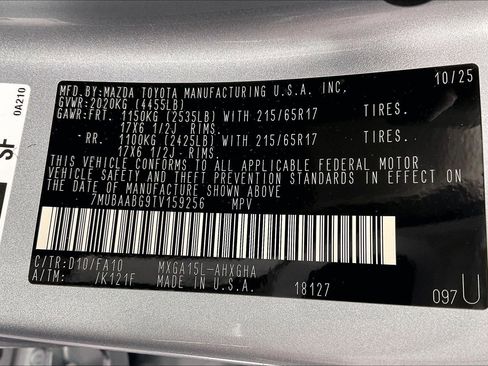 0A210
SF
MFD.BY:MAZDA TOYOTA MANUFACTURING U.S.A. INC. 10/25
GVWR:2020KG (4455LB)
GAWR:FRT. 1150KG (2535LB) WITH 215/65R17 TIRES
17X6 1/2J RIMS.
RR. 1100KG (2425LB) WITH 215/65R17 TIRES
17X6 1/2J RIMS.
THIS VEHICLE CONFORMS TO ALL APPLICABLE FEDERAL MOTOR
VEHICLE SAFETY, BUMPER, AND THEFT PREVENTION STANDARDS IN
EFFECT ON THE DATE OF MANUFACTURE SHOWN ABOVE.
7MUBAABG9TV159256 MPV
C/TR:D10/FA10 MXGA15L-AHXGHA
A/TM: /K121F MADE IN U.S.A. 18127 097 U